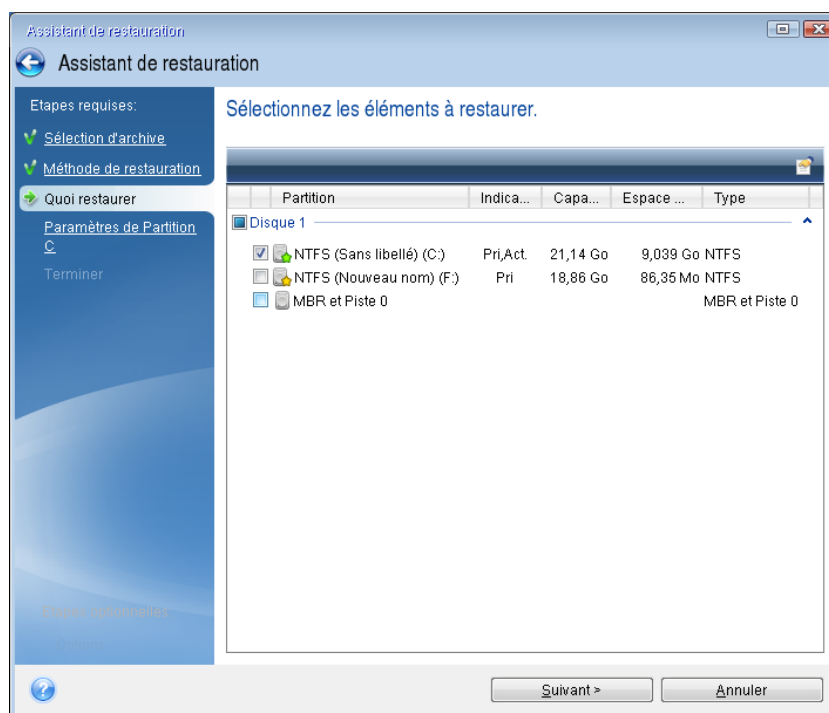 Assistant de restauration
Assistant de restauration
Etapes requises:
Sélection d'archive
Méthode de restauration
Quoi restaurer
Paramètres de Partition
C
Terminer
Etapes optionnelles
Options
Sélectionnez les éléments à restaurer.
Partition Indica... Capa... Espace ... Type
Disque 1
NTFS (Sans libellé) (C:) Pri,Act. 21,14 Go 9,039 Go NTFS
NTFS (Nouveau nom) (F:) Pri 18,86 Go 86,35 Mo NTFS
MBR et Piste 0 MBR et Piste 0
Suivant >
Annuler